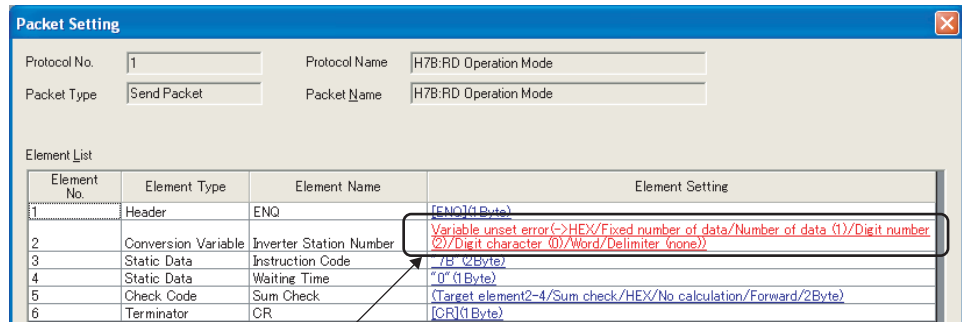 Packet Setting
Protocol No. 1 Protocol Name H7B:RD Operation Mode
Packet Type Send Packet Packet Name H7B:RD Operation Mode
Element List
Element No. Element Type Element Name Element Setting
1 Header ENQ [ENQ](1Byte)
2 Conversion Variable Inverter Station Number Variable unset error(->HEX/Fixed number of data/Number of data (1)/Digit number (2)/Digit character (0)/Word/Delimiter (none))
3 Static Data Instruction Code "7B"(2Byte)
4 Static Data Waiting Time "0"(1Byte)
5 Check Code Sum Check (Target element2-4/Sum check/HEX/No calculation/Forward/2Byte)
6 Terminator CR [CR](1Byte)